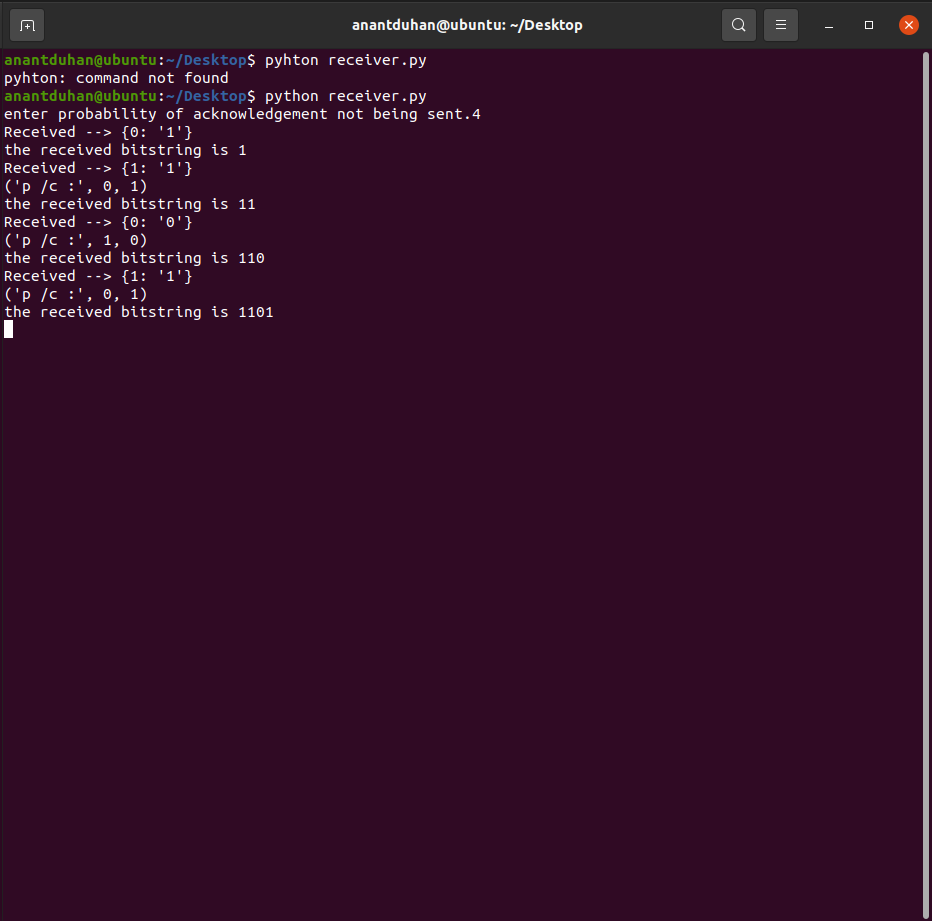 anantduhan@ubuntu: ~/Desktop
anantduhan@ubuntu:~/Desktop$ pyhton receiver.py
pyhton: command not found
anantduhan@ubuntu:~/Desktop$ python receiver.py
enter probability of acknowledgement not being sent.4
Received --> {0: '1'}
the received bitstring is 1
Received --> {1: '1'}
('p /c :', 0, 1)
the received bitstring is 11
Received --> {0: '0'}
('p /c :', 1, 0)
the received bitstring is 110
Received --> {1: '1'}
('p /c :', 0, 1)
the received bitstring is 1101